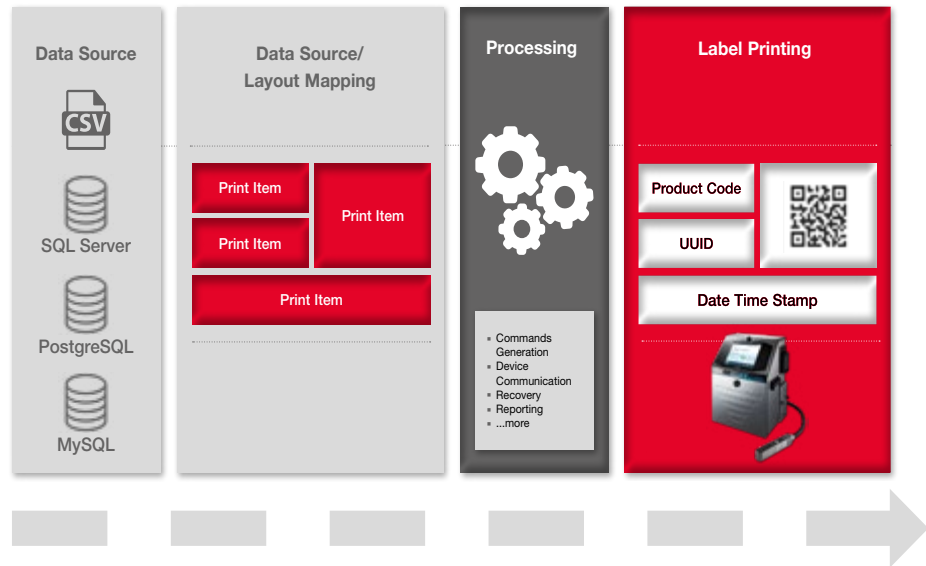 Data Source
CSV
SQL Server
PostgreSQL
MySQL
Data Source/
Layout Mapping
Print Item
Print Item
Print Item
Print Item
Processing
Commands
Generation
Device
Communication
Recovery
Reporting
...more
Label Printing
Product Code
UUID
Date Time Stamp